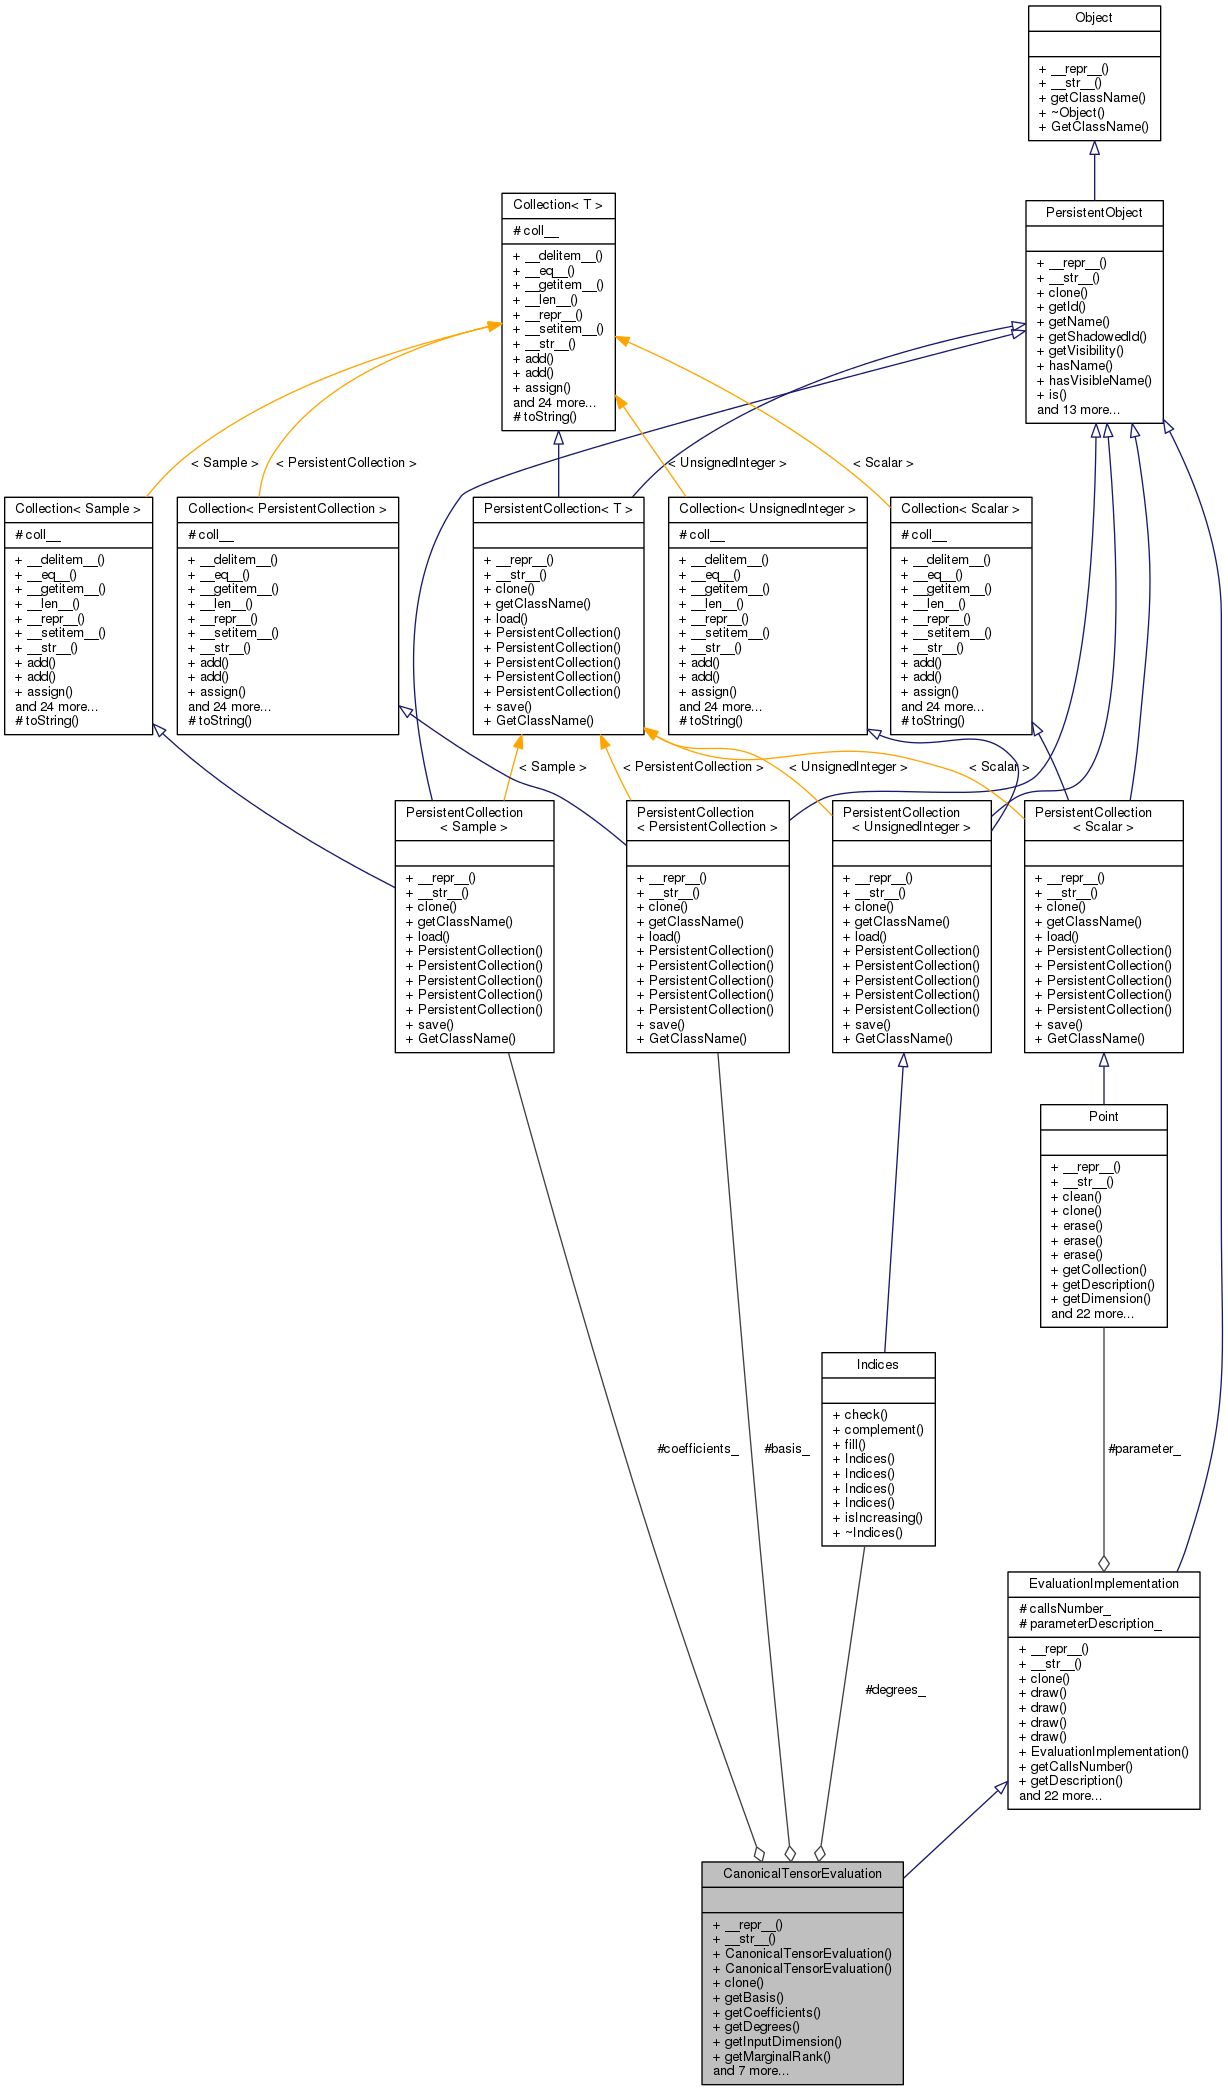 Object
+ __repr__()
+ __str__()
+ getClassName()
+ ~Object()
+ GetClassName()
Collection< T >
# coll__
+ __delitem__()
+ __eq__()
+ __getitem__()
+ __len__()
+ __repr__()
+ __setitem__()
+ __str__()
+ add()
+ add()
+ assign()
and 24 more...
# toString()
PersistentObject
+ __repr__()
+ __str__()
+ clone()
+ getId()
+ getName()
+ getShadowedId()
+ getVisibility()
+ hasName()
+ hasVisibleName()
+ is()
and 13 more...
< Sample >
< PersistentCollection >
< UnsignedInteger >
< Scalar >
Collection< Sample >
# coll__
+ __delitem__()
+ __eq__()
+ __getitem__()
+ __len__()
+ __repr__()
+ __setitem__()
+ __str__()
+ add()
+ add()
+ assign()
and 24 more...
# toString()
Collection< PersistentCollection >
# coll__
+ __delitem__()
+ __eq__()
+ __getitem__()
+ __len__()
+ __repr__()
+ __setitem__()
+ __str__()
+ add()
+ add()
+ assign()
and 24 more...
# toString()
PersistentCollection< T >
+ __repr__()
+ __str__()
+ clone()
+ getClassName()
+ load()
+ PersistentCollection()
+ PersistentCollection()
+ PersistentCollection()
+ PersistentCollection()
+ PersistentCollection()
+ save()
+ GetClassName()
Collection< UnsignedInteger >
# coll__
+ __delitem__()
+ __eq__()
+ __getitem__()
+ __len__()
+ __repr__()
+ __setitem__()
+ __str__()
+ add()
+ add()
+ assign()
and 24 more...
# toString()
Collection< Scalar >
# coll__
+ __delitem__()
+ __eq__()
+ __getitem__()
+ __len__()
+ __repr__()
+ __setitem__()
+ __str__()
+ add()
+ add()
+ assign()
and 24 more...
# toString()
< Sample >
< PersistentCollection >
< UnsignedInteger >
< Scalar >
PersistentCollection
< Sample >
+ __repr__()
+ __str__()
+ clone()
+ getClassName()
+ load()
+ PersistentCollection()
+ PersistentCollection()
+ PersistentCollection()
+ PersistentCollection()
+ PersistentCollection()
+ save()
+ GetClassName()
PersistentCollection
< PersistentCollection >
+ __repr__()
+ __str__()
+ clone()
+ getClassName()
+ load()
+ PersistentCollection()
+ PersistentCollection()
+ PersistentCollection()
+ PersistentCollection()
+ PersistentCollection()
+ save()
+ GetClassName()
PersistentCollection
< UnsignedInteger >
+ __repr__()
+ __str__()
+ clone()
+ getClassName()
+ load()
+ PersistentCollection()
+ PersistentCollection()
+ PersistentCollection()
+ PersistentCollection()
+ PersistentCollection()
+ save()
+ GetClassName()
PersistentCollection
< Scalar >
+ __repr__()
+ __str__()
+ clone()
+ getClassName()
+ load()
+ PersistentCollection()
+ PersistentCollection()
+ PersistentCollection()
+ PersistentCollection()
+ PersistentCollection()
+ save()
+ GetClassName()
Point
+ __repr__()
+ __str__()
+ clean()
+ clone()
+ erase()
+ erase()
+ erase()
+ getCollection()
+ getDescription()
+ getDimension()
and 22 more...
Indices
+ check()
+ complement()
+ fill()
+ Indices()
+ Indices()
+ Indices()
+ Indices()
+ isIncreasing()
+ ~Indices()
#coefficients_
#basis_
#parameter_
EvaluationImplementation
# callsNumber_
# parameterDescription_
+ __repr__()
+ __str__()
+ clone()
+ draw()
+ draw()
+ draw()
+ draw()
+ EvaluationImplementation()
+ getCallsNumber()
+ getDescription()
and 22 more...
#degrees_
CanonicalTensorEvaluation
+ __repr__()
+ __str__()
+ CanonicalTensorEvaluation()
+ CanonicalTensorEvaluation()
+ clone()
+ getBasis()
+ getCoefficients()
+ getDegrees()
+ getInputDimension()
+ getMarginalRank()
and 7 more...